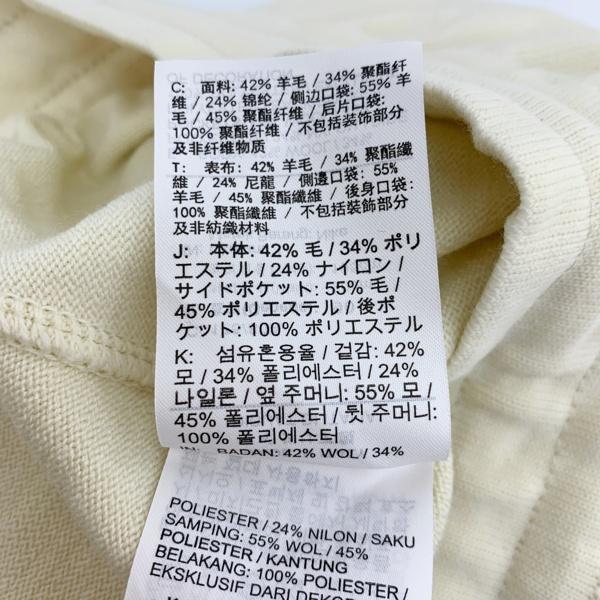 OF DECORATION
C: 面料: 42% 羊毛 / 34% 聚酯纤
维 / 24% 锦纶 / 侧边口袋: 55% 羊
毛 / 45% 聚酯纤维 / 后片口袋:
100% 聚酯纤维 / 不包括装饰部分
及非纤维物质
T: 表布: 42% 羊毛 / 34% 聚酯纖
維 / 24% 尼龍 / 側邊口袋: 55%
羊毛 / 45% 聚酯纖維 / 後身口袋:
100% 聚酯纖維 / 不包括裝飾部分
及非紡織材料
J: 本体: 42% 毛 / 34% ポリ
エステル / 24% ナイロン /
サイドポケット: 55% 毛 /
45% ポリエステル / 後ポ
ケット: 100% ポリエステル
K: 섬유혼용율 / 겉감: 42%
모 / 34% 폴리에스터 / 24%
나일론 / 옆 주머니: 55% 모 /
45% 폴리에스터 / 뒷 주머니:
100% 폴리에스터
IN: BADAN: 42% WOL / 34%
POLIESTER / 24% NILON / SAKU
SAMPING: 55% WOL / 45%
POLIESTER / KANTUNG
BELAKANG: 100% POLIESTER /
EKSKLUSIF DARI DEKO